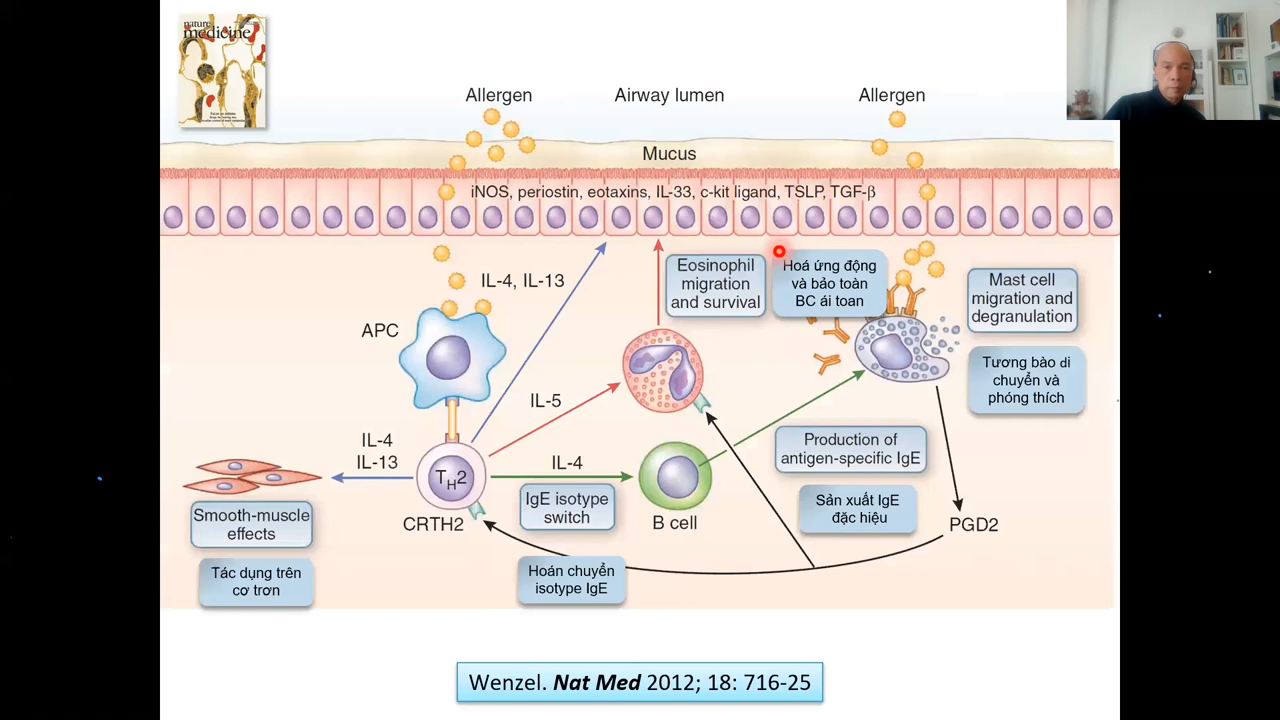 nature
medicine
Allergen
Airway lumen
Allergen
Mucus
iNOS, periostin, eotaxins, IL-33, c-kit ligand, TSLP, TGF-β
IL-4, IL-13
Eosinophil
migration
and survival
Hoá ứng động
và bảo toàn
BC ái toan
Mast cell
migration and
degranulation
APC
Tương bào di
chuyển và
phóng thích
IL-5
IL-4
IL-13
IL-4
Production of
antigen-specific IgE
TH2
IgE isotype
switch
Sản xuất IgE
đặc hiệu
Smooth-muscle
effects
CRTH2
B cell
PGD2
Tác dụng trên
cơ trơn
Hoán chuyển
isotype IgE
Wenzel. Nat Med 2012; 18: 716-25